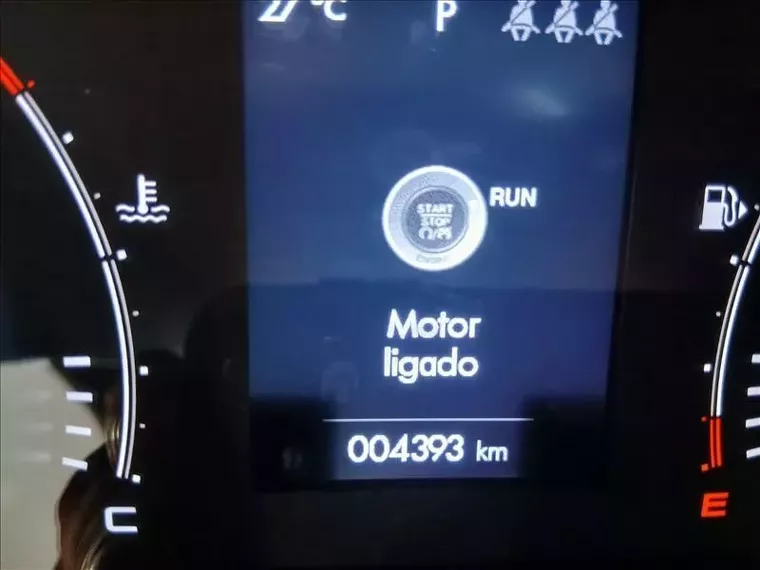 27 °C
P
RUN
START
STOP
Motor
ligado
004393 km
C
E